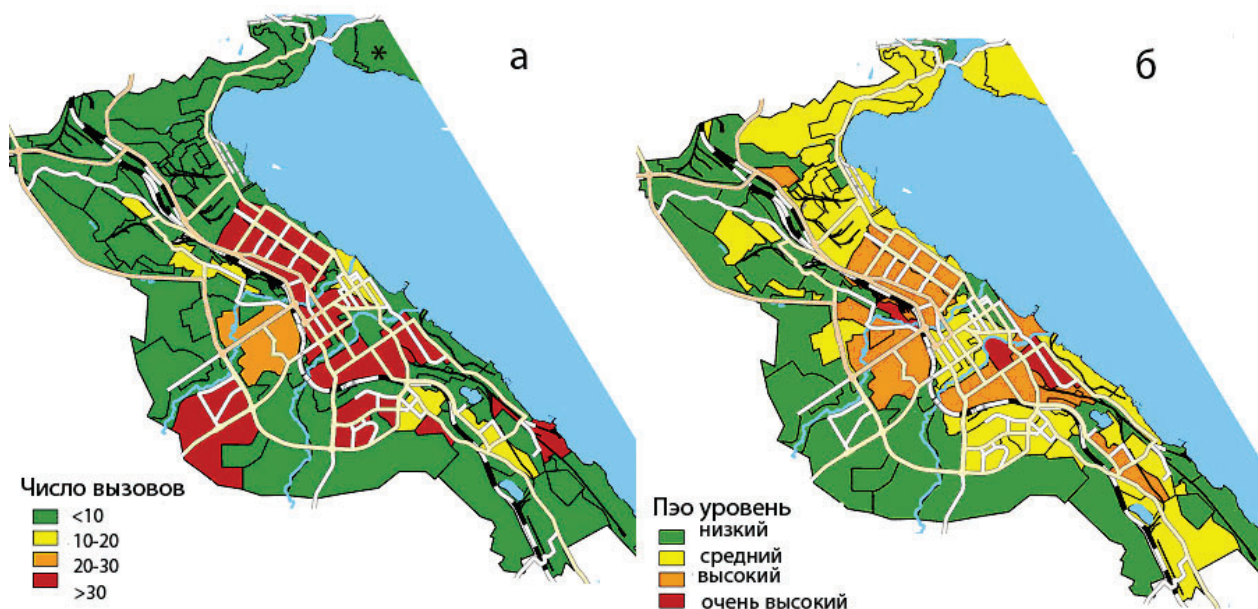 а
*
Число вызовов
<10
10-20
20-30
>30
б
Пэо уровень
низкий
средний
высокий
очень высокий